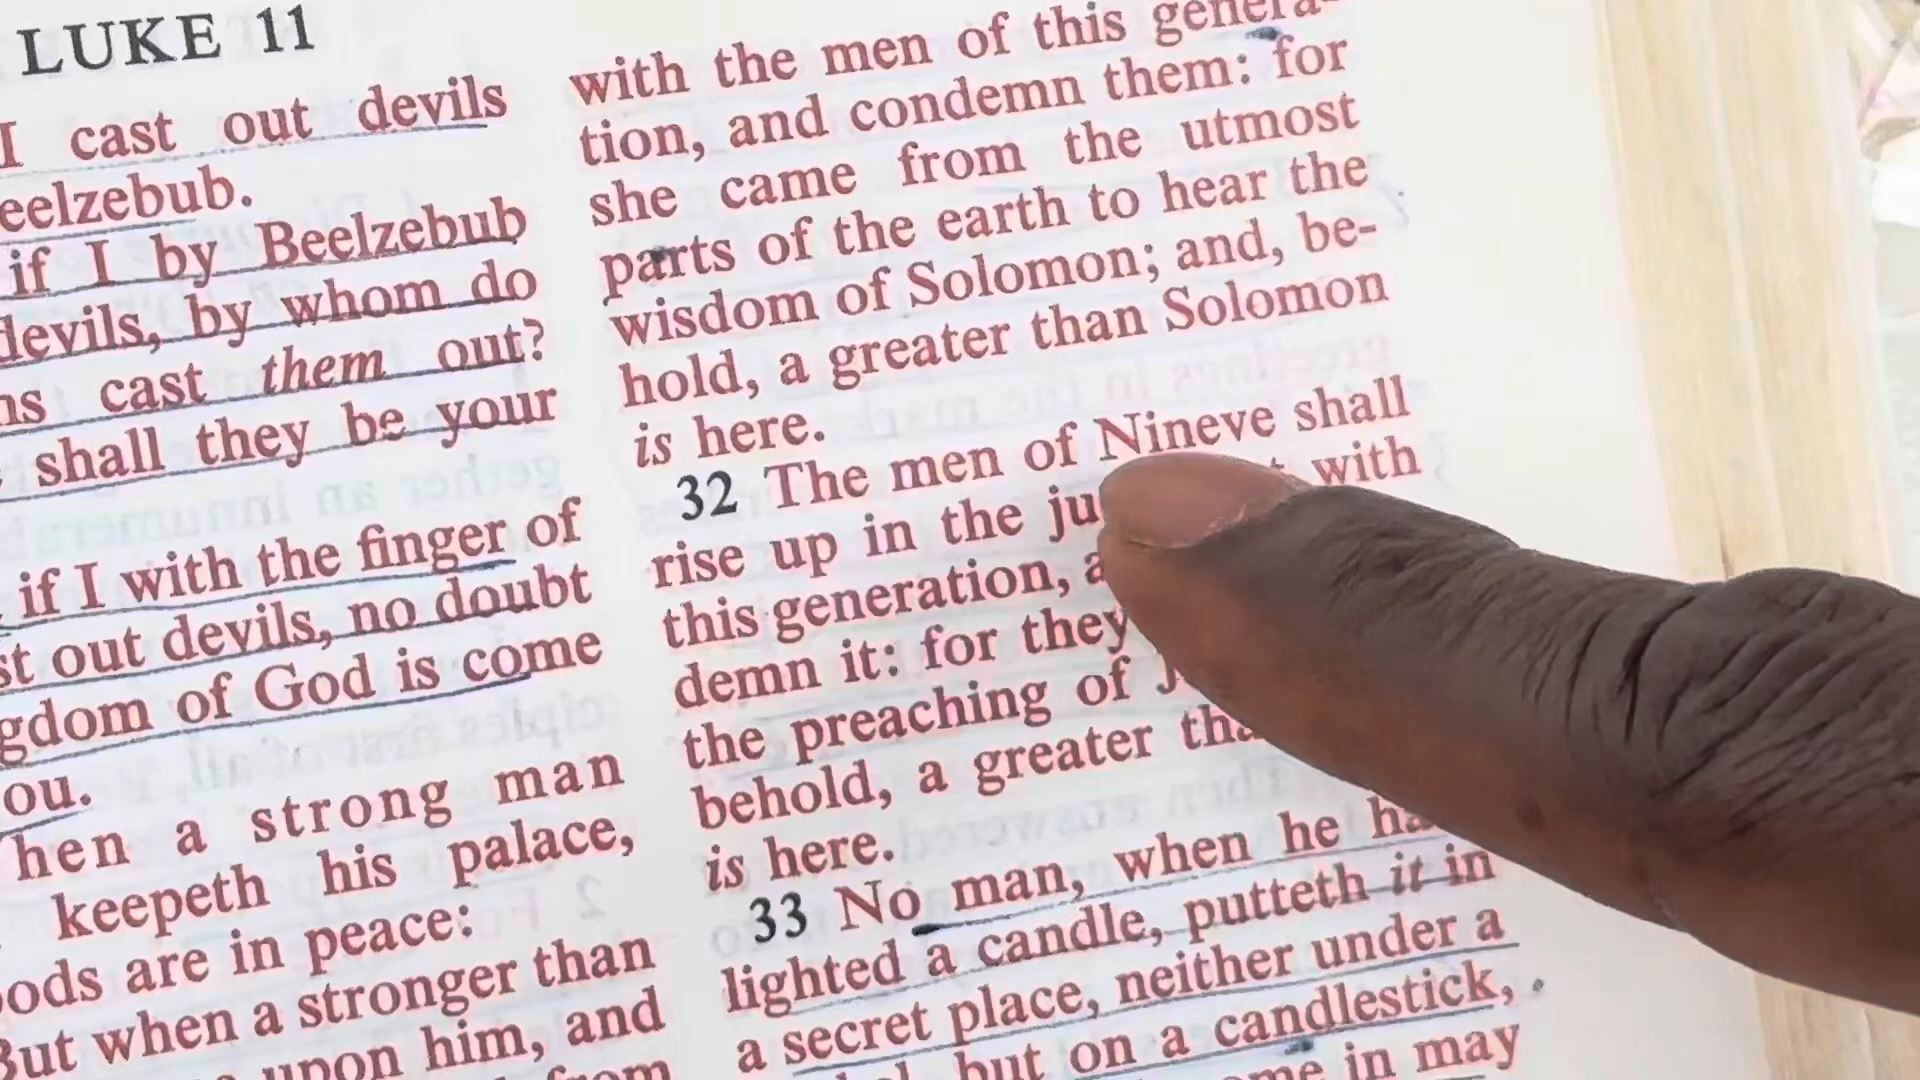 LUKE 11
I cast out devils
eelzebub.
if I by Beelzebub
devils, by whom do
ns cast them out?
shall they be your
if I with the finger of
st out devils, no doubt
gdom of God is come
ou.
hen a strong man
keepeth his palace,
oods are in peace:
But when a stronger than
upon him, and
from
with the men of this genera-
tion, and condemn them: for
she came from the utmost
parts of the earth to hear the
wisdom of Solomon; and, be-
hold, a greater than Solomon
is here.
32 The men of Nineve shall
rise up in the ju with
this generation, a
demn it: for they
the preaching of J
behold, a greater tha
is here.
33 No man, when he ha
lighted a candle, putteth it in
a secret place, neither under a
but on a candlestick,
in may